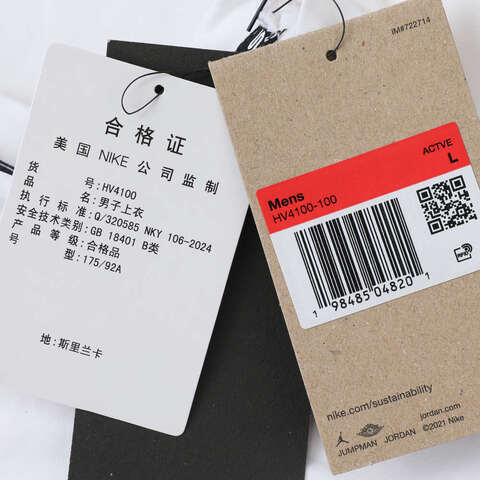 合格证
美国 NIKE 公司监制
货 号:HV4100
品 名:男子上衣
执行标准:Q/320585 NKY 106-2024
安全技术类别:GB 18401 B类
产品等级:合格品
号 型:175/92A
地:斯里兰卡
IM#722714
ACTVE
L
Mens
HV4100-100
1 98485 04820
RFID
nike.com/sustainability
jordan.com
©2021 Nike
JUMPMAN JORDAN